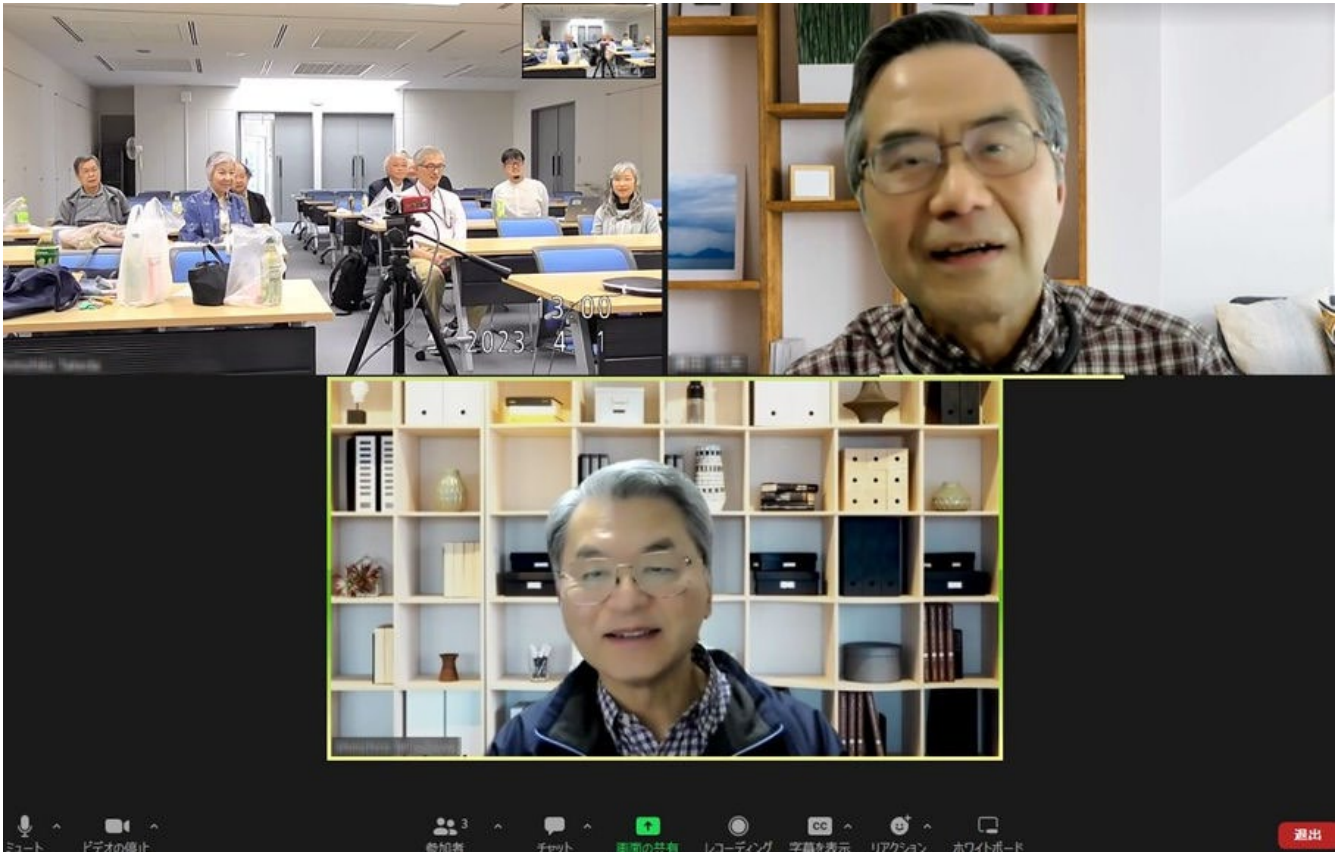 13:00
2023. 4. 1
3
ミュート
ビデオの停止
参加者
チャット
画面の共有
レコーディング
CC
字幕を表示
リアクション
ホワイトボード
退出